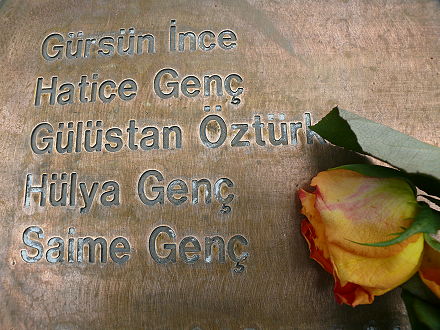 Gürsün İnce
Hatice Genç
Gülüstan Öztürk
Hülya Genç
Saime Genç